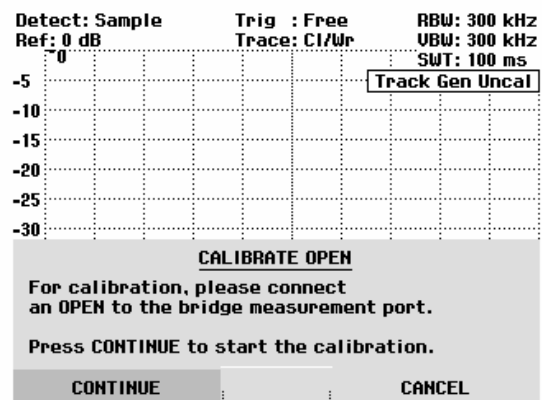 Detect: Sample Trig : Free RBW: 300 kHz
Ref: 0 dB Trace: Cl/Wr VBW: 300 kHz
0 SWT: 100 ms
-5 Track Gen Uncal
-10
-15
-20
-25
-30
CALIBRATE OPEN
For calibration, please connect
an OPEN to the bridge measurement port.
Press CONTINUE to start the calibration.
CONTINUE CANCEL